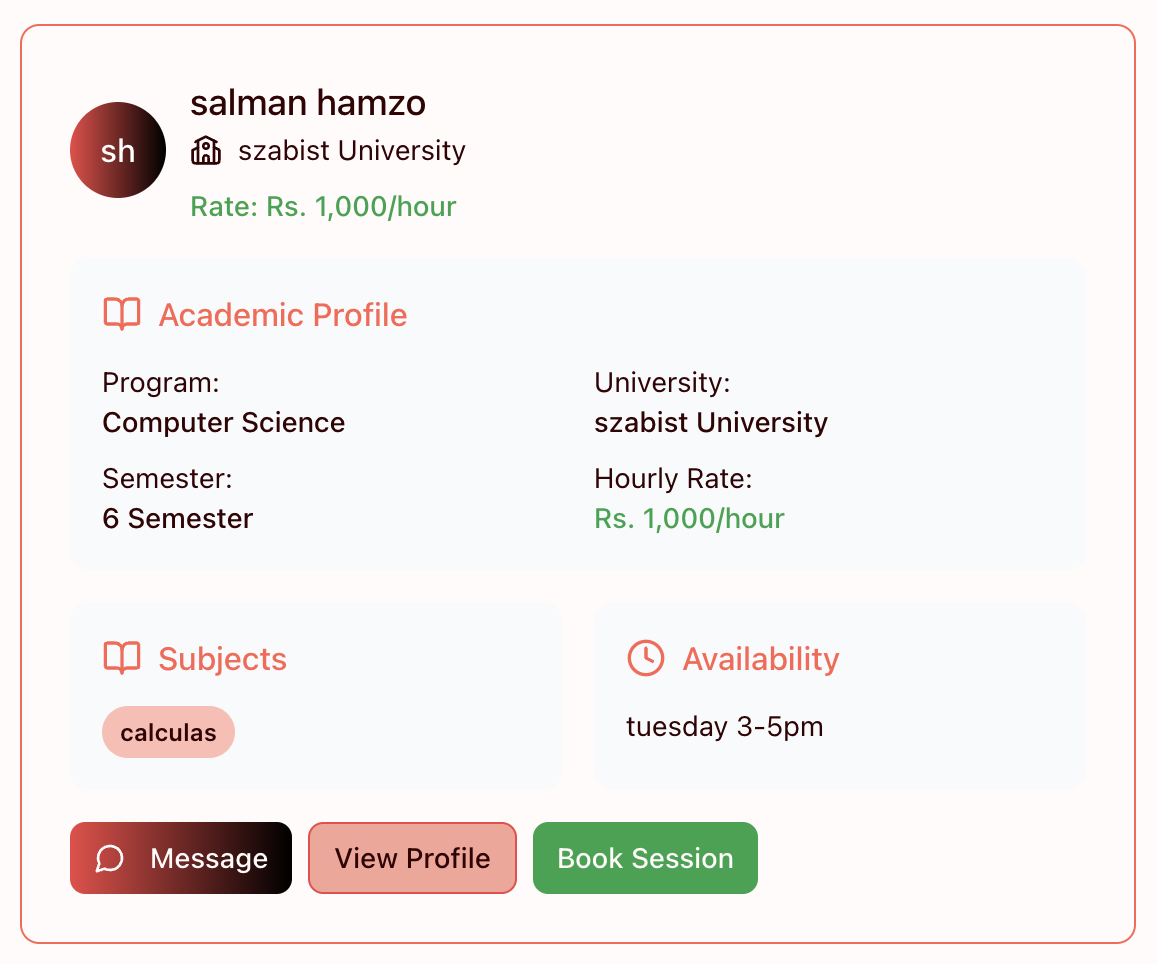 sh
salman hamzo
szabist University
Rate: Rs. 1,000/hour
Academic Profile
Program:
Computer Science
University:
szabist University
Semester:
6 Semester
Hourly Rate:
Rs. 1,000/hour
Subjects
calculas
Availability
tuesday 3-5pm
Message
View Profile
Book Session